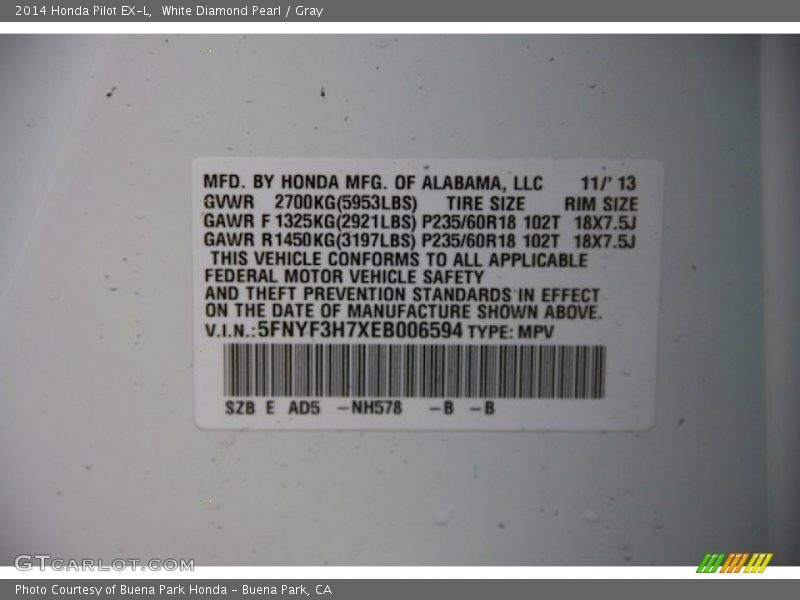 2014 Honda Pilot EX-L, White Diamond Pearl / Gray
MFD. BY HONDA MFG. OF ALABAMA, LLC 11/' 13
GVWR 2700KG(5953LBS) TIRE SIZE RIM SIZE
GAWR F 1325KG(2921LBS) P235/60R18 102T 18X7.5J
GAWR R1450KG(3197LBS) P235/60R18 102T 18X7.5J
THIS VEHICLE CONFORMS TO ALL APPLICABLE
FEDERAL MOTOR VEHICLE SAFETY
AND THEFT PREVENTION STANDARDS IN EFFECT
ON THE DATE OF MANUFACTURE SHOWN ABOVE.
V.I.N.:5FNYF3H7XEB006594 TYPE: MPV
SZB E AD5 -NH578 -B -B
GTCARLOT.COM
Photo Courtesy of Buena Park Honda - Buena Park, CA